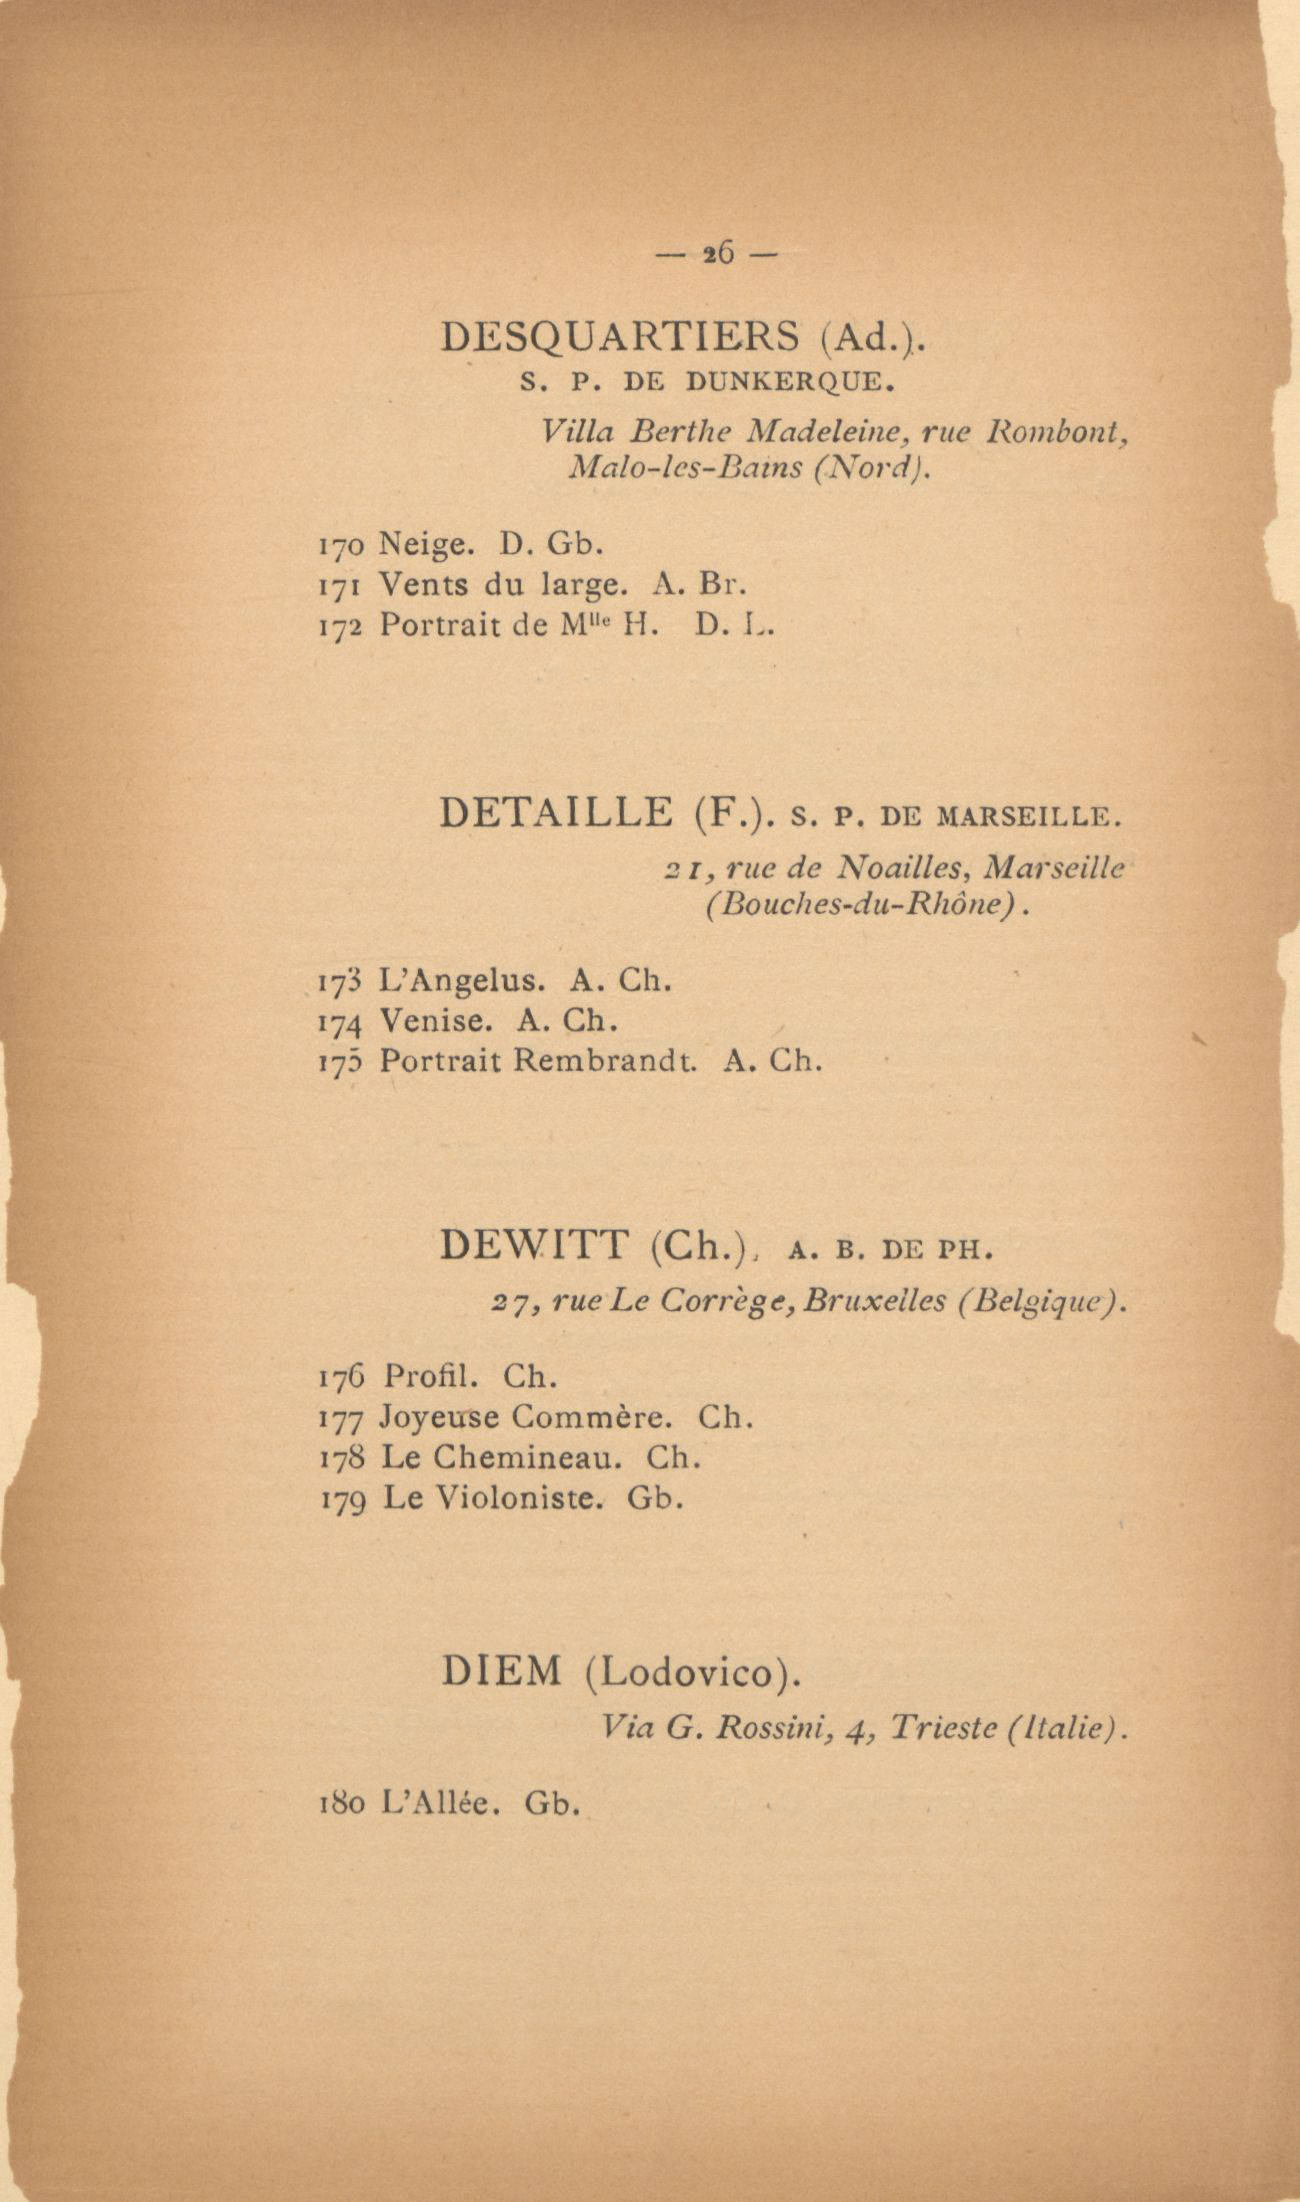 — 26 —
DESQUARTIERS (Ad.).
S. P. DE DUNKERQUE.
Villa Berthe Madeleine, rue Rombont,
Malo-les-Bains (Nord).
170 Neige. D. Gb.
171 Vents du large. A. Br.
172 Portrait de Mlle H. D. L.
DETAILLE (F.). S. P. DE MARSEILLE.
21, rue de Noailles, Marseille
(Bouches-du-Rhône).
173 L'Angelus. A. Ch.
174 Venise. A. Ch.
175 Portrait Rembrandt. A. Ch.
DEWITT (Ch.). A. B. DE PH.
27, rue Le Corrège, Bruxelles (Belgique).
176 Profil. Ch.
177 Joyeuse Commère. Ch.
178 Le Chemineau. Ch.
179 Le Violoniste. Gb.
DIEM (Lodovico).
Via G. Rossini, 4, Trieste (Italie).
180 L'Allée. Gb.